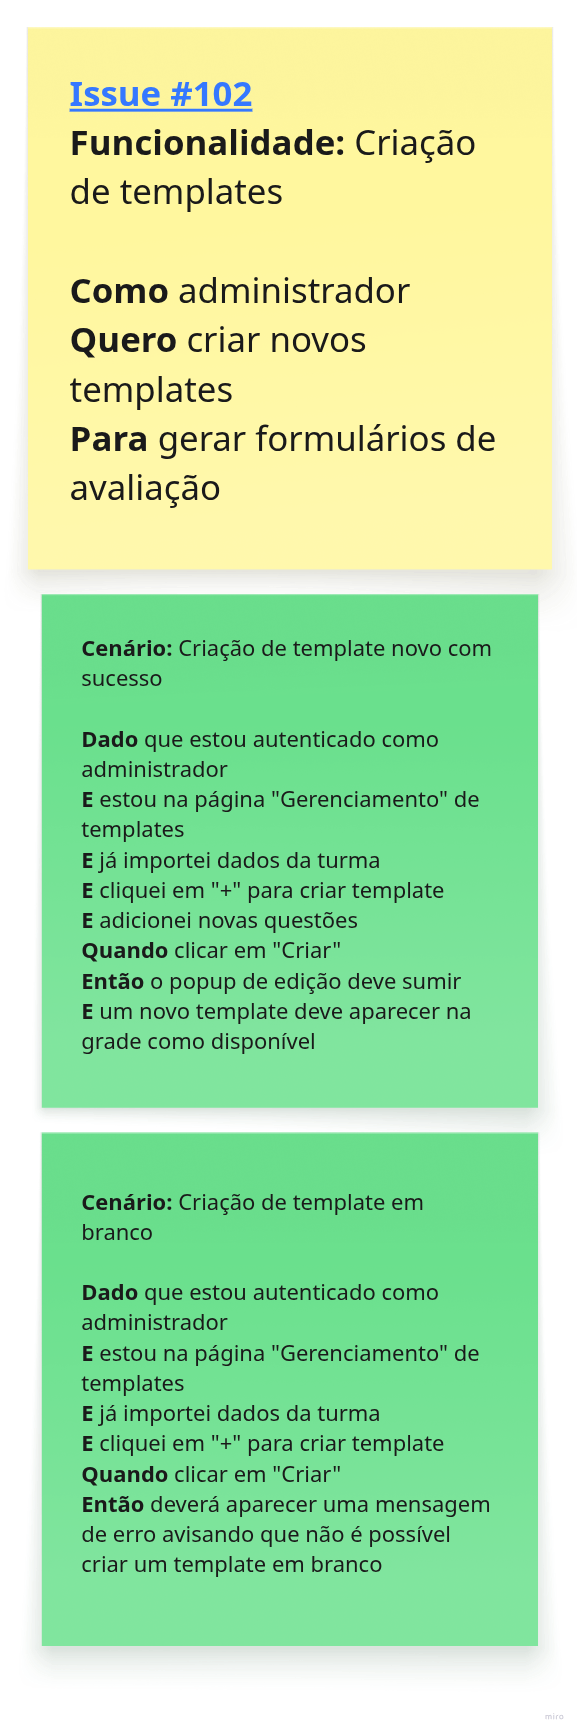 Issue #102
Funcionalidade: Criação
de templates
Como administrador
Quero criar novos
templates
Para gerar formulários de
avaliação
Cenário: Criação de template novo com
sucesso
Dado que estou autenticado como
administrador
E estou na página "Gerenciamento" de
templates
E já importei dados da turma
E cliquei em "+" para criar template
E adicionei novas questões
Quando clicar em "Criar"
Então o popup de edição deve sumir
E um novo template deve aparecer na
grade como disponível
Cenário: Criação de template em
branco
Dado que estou autenticado como
administrador
E estou na página "Gerenciamento" de
templates
E já importei dados da turma
E cliquei em "+" para criar template
Quando clicar em "Criar"
Então deverá aparecer uma mensagem
de erro avisando que não é possível
criar um template em branco
miro